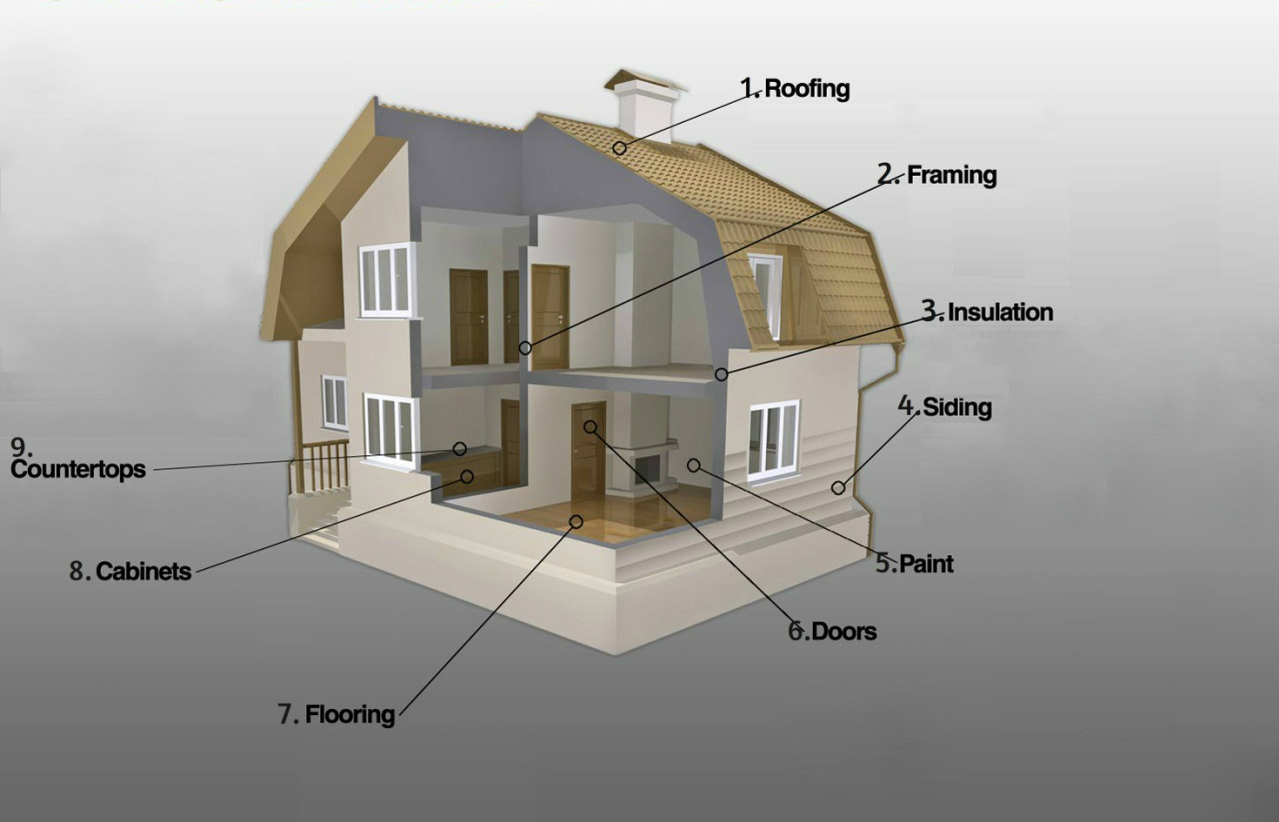 1. Roofing
2. Framing
3. Insulation
4. Siding
5. Paint
6. Doors
7. Flooring
8. Cabinets
9.
Countertops